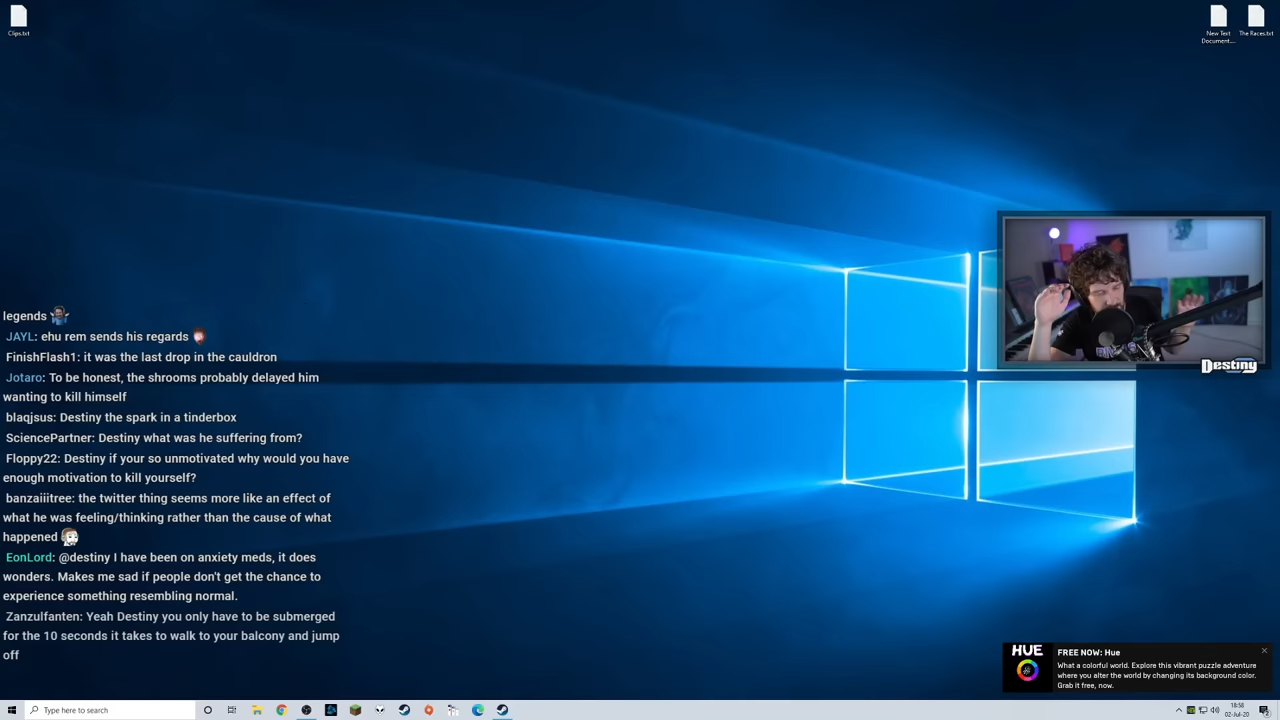 Clips.txt
New Text
Document....
The Races.txt
legends
JAYL: ehu rem sends his regards
FinishFlash1: it was the last drop in the cauldron
Jotaro: To be honest, the shrooms probably delayed him
wanting to kill himself
blaqjsus: Destiny the spark in a tinderbox
SciencePartner: Destiny what was he suffering from?
Floppy22: Destiny if your so unmotivated why would you have
enough motivation to kill yourself?
banzaiiitree: the twitter thing seems more like an effect of
what he was feeling/thinking rather than the cause of what
happened
EonLord: @destiny I have been on anxiety meds, it does
wonders. Makes me sad if people don't get the chance to
experience something resembling normal.
Zanzulfanten: Yeah Destiny you only have to be submerged
for the 10 seconds it takes to walk to your balcony and jump
off
Destiny
HUE
FREE NOW: Hue
What a colorful world. Explore this vibrant puzzle adventure
where you alter the world by changing its background color.
Grab it free, now.
Type here to search
18:58
02-Jul-20